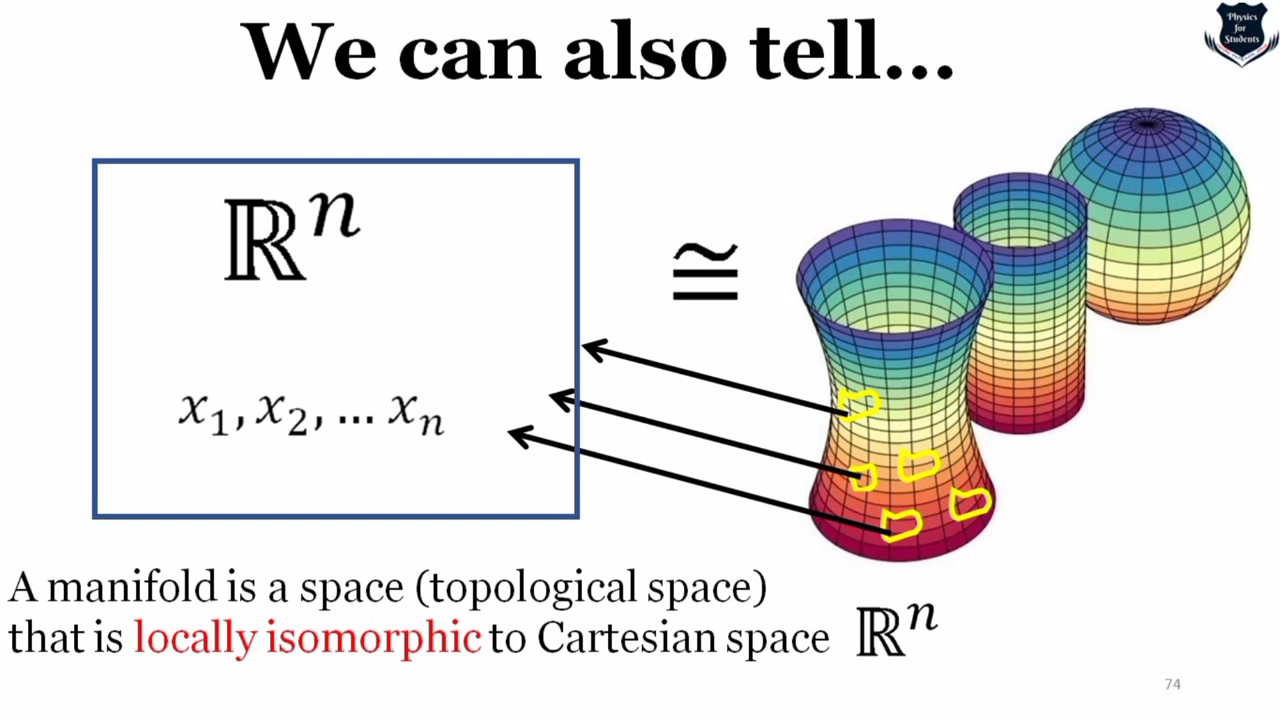 We can also tell...
Physics
for
Students
ℝⁿ
≅
x₁, x₂, ... xₙ
A manifold is a space (topological space)
that is locally isomorphic to Cartesian space ℝⁿ
74